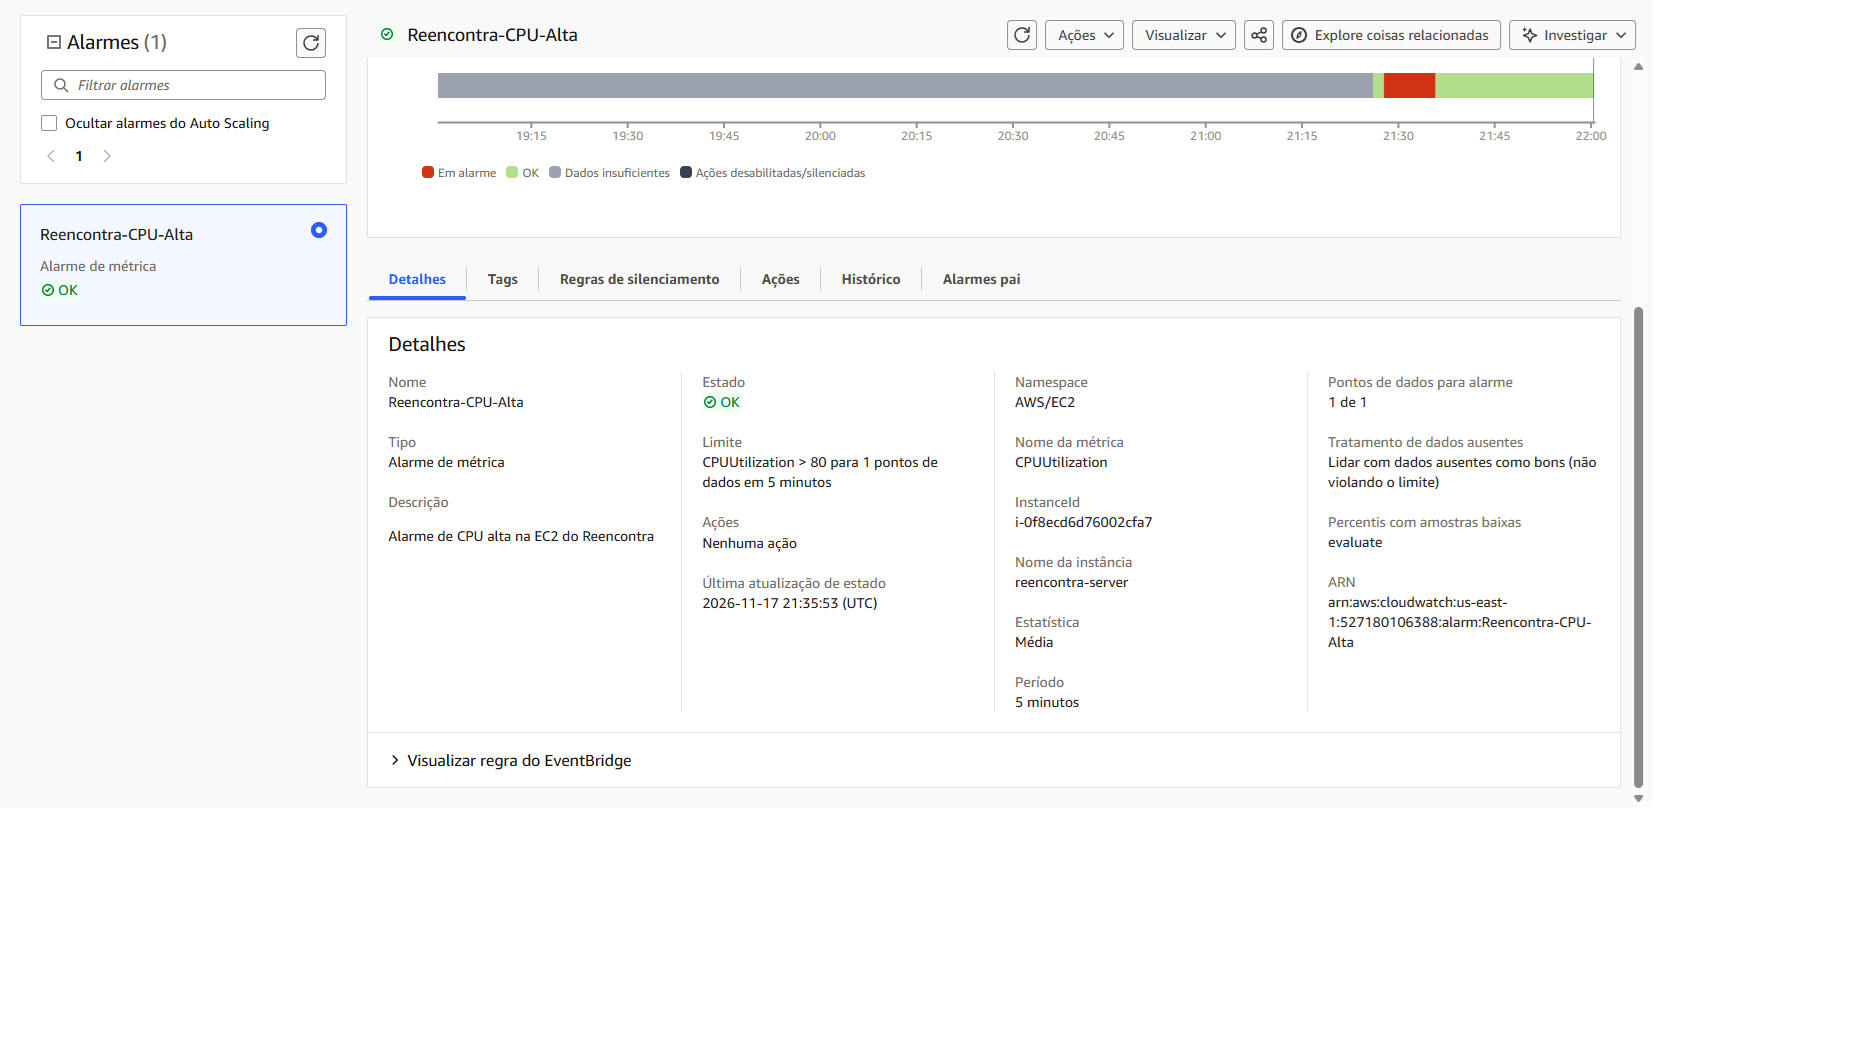 Alarmes (1)
Filtrar alarmes
Ocultar alarmes do Auto Scaling
1
Reencontra-CPU-Alta
Alarme de métrica
OK
Reencontra-CPU-Alta
Ações
Visualizar
Explore coisas relacionadas
Investigar
19:15 19:30 19:45 20:00 20:15 20:30 20:45 21:00 21:15 21:30 21:45 22:00
Em alarme OK Dados insuficientes Ações desabilitadas/silenciadas
Detalhes Tags Regras de silenciamento Ações Histórico Alarmes pai
Detalhes
Nome
Reencontra-CPU-Alta
Tipo
Alarme de métrica
Descrição
Alarme de CPU alta na EC2 do Reencontra
Estado
OK
Limite
CPUUtilization > 80 para 1 pontos de
dados em 5 minutos
Ações
Nenhuma ação
Última atualização de estado
2026-11-17 21:35:53 (UTC)
Namespace
AWS/EC2
Nome da métrica
CPUUtilization
InstanceId
i-0f8ecd6d76002cfa7
Nome da instância
reencontra-server
Estatística
Média
Período
5 minutos
Pontos de dados para alarme
1 de 1
Tratamento de dados ausentes
Lidar com dados ausentes como bons (não
violando o limite)
Percentis com amostras baixas
evaluate
ARN
arn:aws:cloudwatch:us-east-
1:527180106388:alarm:Reencontra-CPU-
Alta
Visualizar regra do EventBridge